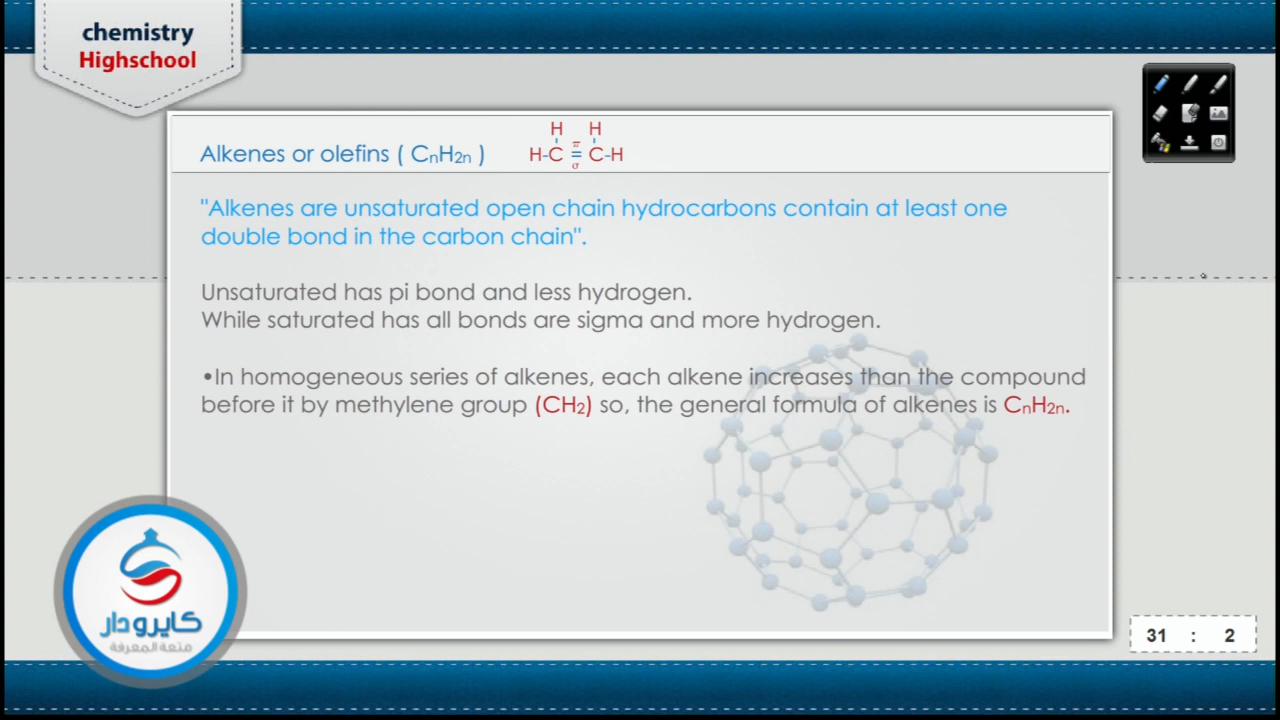 chemistry
Highschool
H H
Alkenes or olefins ( CnH2n ) H-C = C-H
π
σ
"Alkenes are unsaturated open chain hydrocarbons contain at least one
double bond in the carbon chain".
Unsaturated has pi bond and less hydrogen.
While saturated has all bonds are sigma and more hydrogen.
•In homogeneous series of alkenes, each alkene increases than the compound
before it by methylene group (CH2) so, the general formula of alkenes is CnH2n.
كايرودار
متعة المعرفة
31 : 2